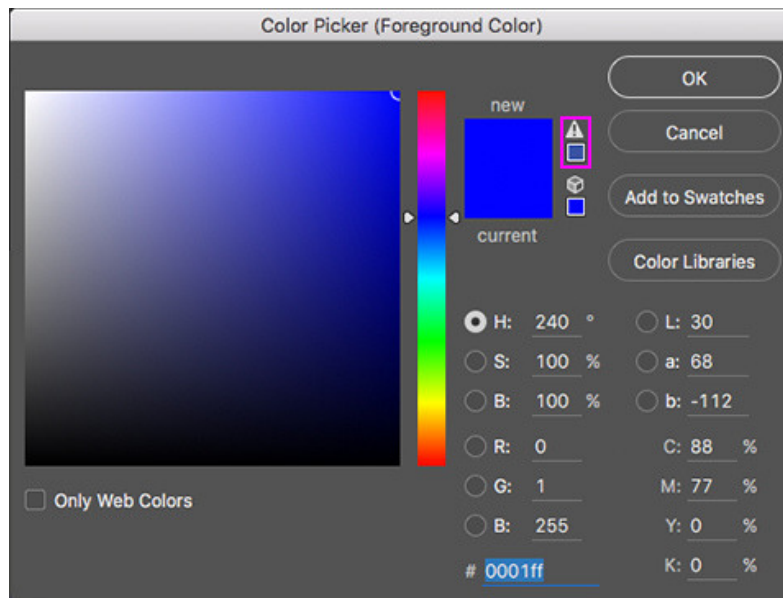 Color Picker (Foreground Color)
new
current
OK
Cancel
Add to Swatches
Color Libraries
H: 240 °
S: 100 %
B: 100 %
R: 0
G: 1
B: 255
# 0001ff
L: 30
a: 68
b: -112
C: 88 %
M: 77 %
Y: 0 %
K: 0 %
Only Web Colors